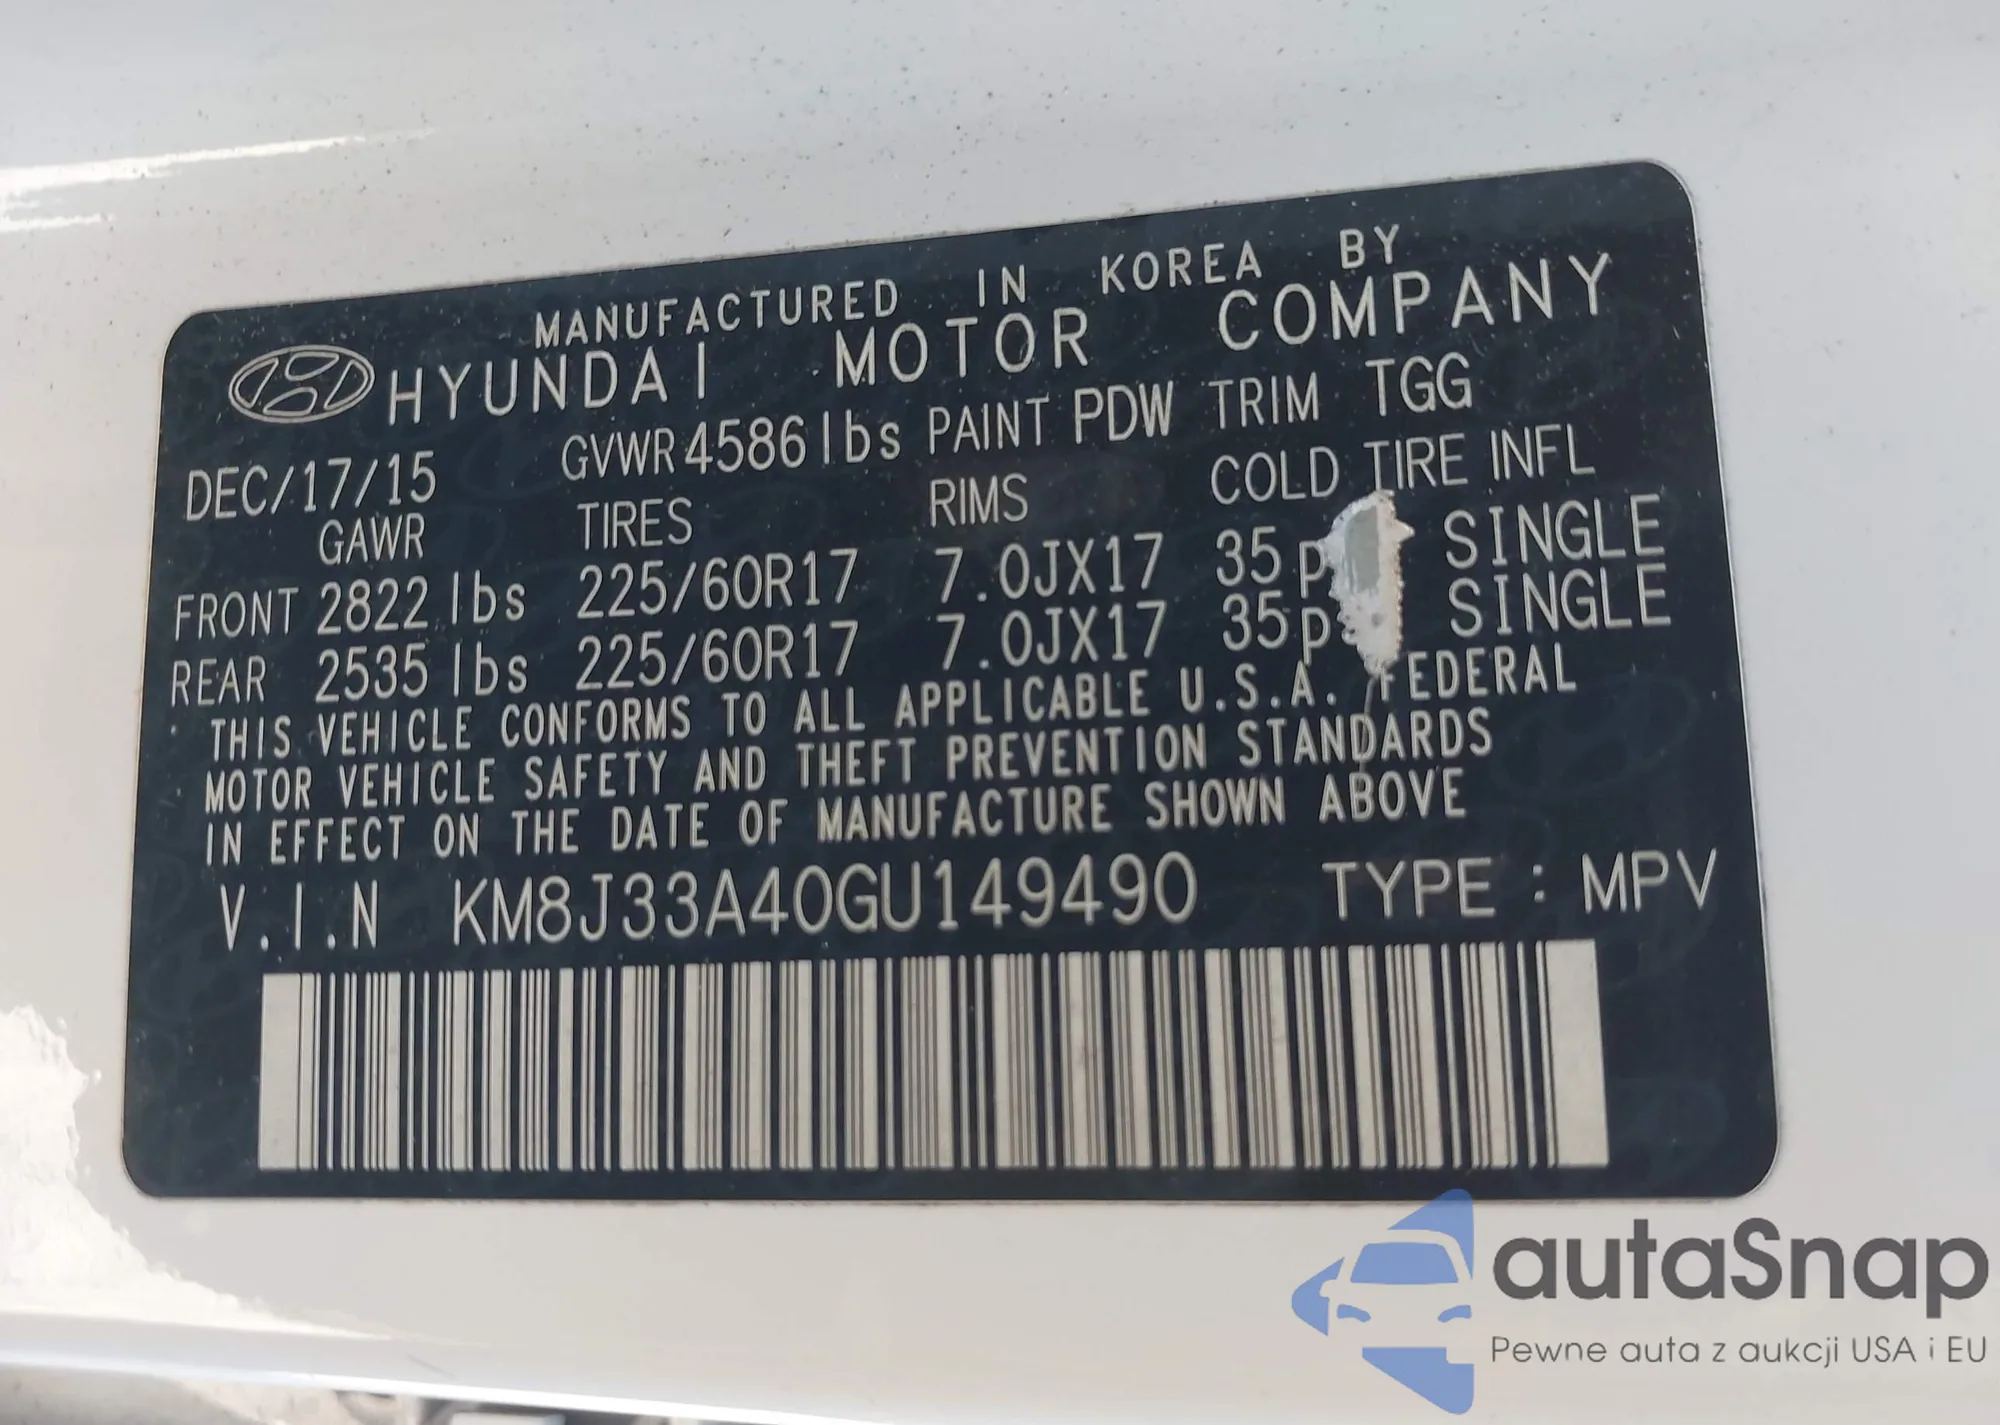 MANUFACTURED IN KOREA BY
HYUNDAI MOTOR COMPANY
DEC/17/15 GVWR 4586 lbs PAINT PDW TRIM TGG
GAWR TIRES RIMS COLD TIRE INFL
FRONT 2822 lbs 225/60R17 7.0JX17 35 p SINGLE
REAR 2535 lbs 225/60R17 7.0JX17 35 p SINGLE
THIS VEHICLE CONFORMS TO ALL APPLICABLE U.S.A. FEDERAL
MOTOR VEHICLE SAFETY AND THEFT PREVENTION STANDARDS
IN EFFECT ON THE DATE OF MANUFACTURE SHOWN ABOVE
V.I.N KM8J33A40GU149490 TYPE : MPV
autaSnap
Pewne auta z aukcji USA i EU